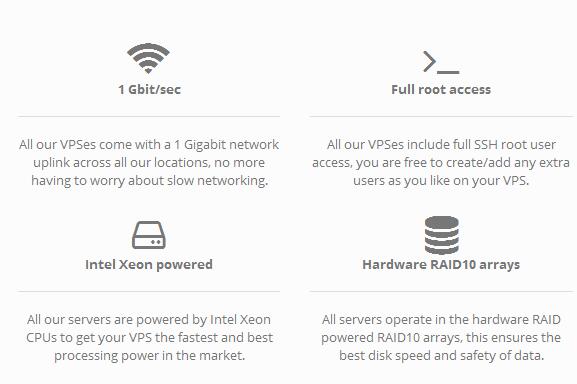 1 Gbit/sec
All our VPSes come with a 1 Gigabit network
uplink across all our locations, no more
having to worry about slow networking.
Full root access
All our VPSes include full SSH root user
access, you are free to create/add any extra
users as you like on your VPS.
Intel Xeon powered
All our servers are powered by Intel Xeon
CPUs to get your VPS the fastest and best
processing power in the market.
Hardware RAID10 arrays
All servers operate in the hardware RAID
powered RAID10 arrays, this ensures the
best disk speed and safety of data.